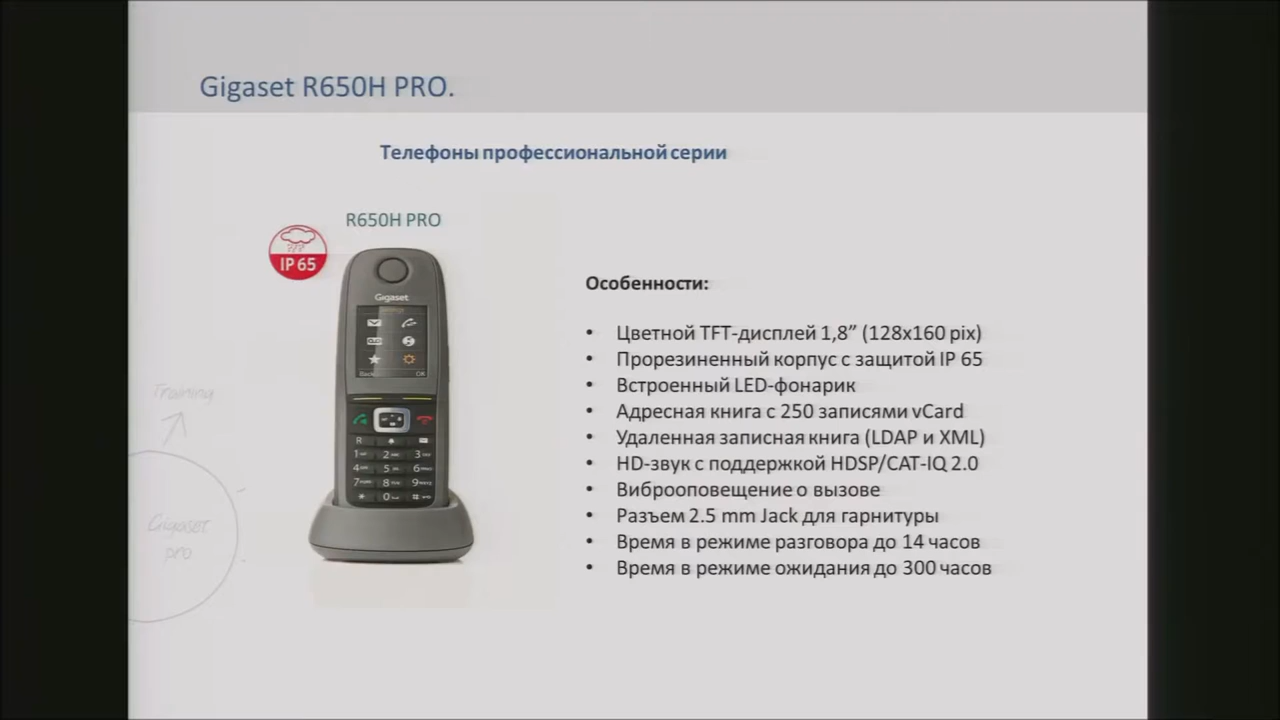 Gigaset R650H PRO.
Телефоны профессиональной серии
R650H PRO
IP 65
Gigaset
Особенности:
• Цветной TFT-дисплей 1,8” (128x160 pix)
• Прорезиненный корпус с защитой IP 65
• Встроенный LED-фонарик
• Адресная книга с 250 записями vCard
• Удаленная записная книга (LDAP и XML)
• HD-звук с поддержкой HDSP/CAT-IQ 2.0
• Виброоповещение о вызове
• Разъем 2.5 mm Jack для гарнитуры
• Время в режиме разговора до 14 часов
• Время в режиме ожидания до 300 часов
Training
Gigaset
pro